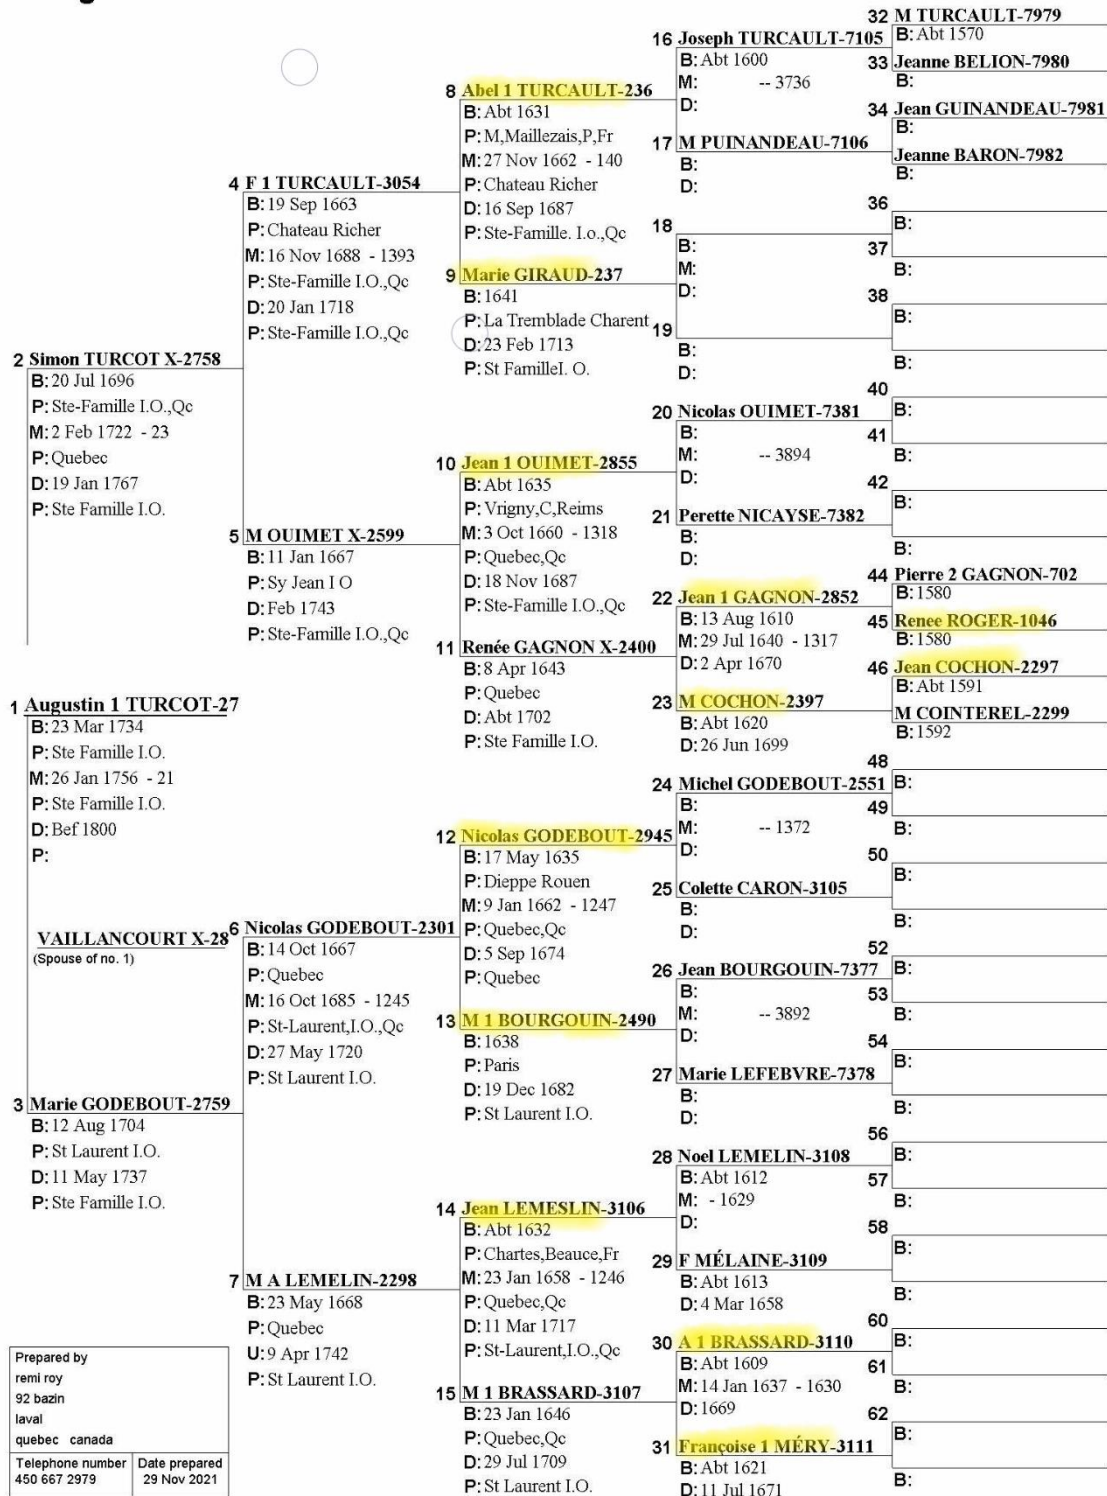 32 M TURCAULT-7979
B: Abt 1570
16 Joseph TURCAULT-7105
B: Abt 1600
M: -- 3736
D:
33 Jeanne BELION-7980
B:
8 Abel 1 TURCAULT-236
B: Abt 1631
P: M,Maillezais,P,Fr
M: 27 Nov 1662 - 140
P: Chateau Richer
D: 16 Sep 1687
P: Ste-Famille. I.o.,Qc
34 Jean GUINANDEAU-7981
B:
17 M PUINANDEAU-7106
B:
D:
Jeanne BARON-7982
B:
4 F 1 TURCAULT-3054
B: 19 Sep 1663
P: Chateau Richer
M: 16 Nov 1688 - 1393
P: Ste-Famille I.O.,Qc
D: 20 Jan 1718
P: Ste-Famille I.O.,Qc
36
B:
18
B:
M:
D:
37
B:
9 Marie GIRAUD-237
B: 1641
P: La Tremblade Charent
D: 23 Feb 1713
P: St FamilleI. O.
38
B:
19
B:
D:
B:
2 Simon TURCOT X-2758
B: 20 Jul 1696
P: Ste-Famille I.O.,Qc
M: 2 Feb 1722 - 23
P: Quebec
D: 19 Jan 1767
P: Ste Famille I.O.
40
B:
20 Nicolas OUIMET-7381
B:
M: -- 3894
D:
41
B:
10 Jean 1 OUIMET-2855
B: Abt 1635
P: Vrigny,C,Reims
M: 3 Oct 1660 - 1318
P: Quebec,Qc
D: 18 Nov 1687
P: Ste-Famille I.O.,Qc
42
B:
21 Perette NICAYSE-7382
B:
D:
B:
5 M OUIMET X-2599
B: 11 Jan 1667
P: Sy Jean I O
D: Feb 1743
P: Ste-Famille I.O.,Qc
44 Pierre 2 GAGNON-702
B: 1580
22 Jean 1 GAGNON-2852
B: 13 Aug 1610
M: 29 Jul 1640 - 1317
D: 2 Apr 1670
45 Renee ROGER-1046
B: 1580
11 Renée GAGNON X-2400
B: 8 Apr 1643
P: Quebec
D: Abt 1702
P: Ste Famille I.O.
46 Jean COCHON-2297
B: Abt 1591
23 M COCHON-2397
B: Abt 1620
D: 26 Jun 1699
M COINTEREL-2299
B: 1592
1 Augustin 1 TURCOT-27
B: 23 Mar 1734
P: Ste Famille I.O.
M: 26 Jan 1756 - 21
P: Ste Famille I.O.
D: Bef 1800
P:
48
B:
24 Michel GODEBOUT-2551
B:
M: -- 1372
D:
49
B:
12 Nicolas GODEBOUT-2945
B: 17 May 1635
P: Dieppe Rouen
M: 9 Jan 1662 - 1247
P: Quebec,Qc
D: 5 Sep 1674
P: Quebec
50
B:
25 Colette CARON-3105
B:
D:
B:
VAILLANCOURT X-28
(Spouse of no. 1)
6 Nicolas GODEBOUT-2301
B: 14 Oct 1667
P: Quebec
M: 16 Oct 1685 - 1245
P: St-Laurent,I.O.,Qc
D: 27 May 1720
P: St Laurent I.O.
52
B:
26 Jean BOURGOUIN-7377
B:
M: -- 3892
D:
53
B:
13 M 1 BOURGOUIN-2490
B: 1638
P: Paris
D: 19 Dec 1682
P: St Laurent I.O.
54
B:
27 Marie LEFEBVRE-7378
B:
D:
B:
3 Marie GODEBOUT-2759
B: 12 Aug 1704
P: St Laurent I.O.
D: 11 May 1737
P: Ste Famille I.O.
56
B:
28 Noel LEMELIN-3108
B: Abt 1612
M: - 1629
D:
57
B:
14 Jean LEMESLIN-3106
B: Abt 1632
P: Chartes,Beauce,Fr
M: 23 Jan 1658 - 1246
P: Quebec,Qc
D: 11 Mar 1717
P: St-Laurent,I.O.,Qc
58
B:
29 F MÉLAINE-3109
B: Abt 1613
D: 4 Mar 1658
B:
7 M A LEMELIN-2298
B: 23 May 1668
P: Quebec
U: 9 Apr 1742
P: St Laurent I.O.
60
B:
30 A 1 BRASSARD-3110
B: Abt 1609
M: 14 Jan 1637 - 1630
D: 1669
61
B:
15 M 1 BRASSARD-3107
B: 23 Jan 1646
P: Quebec,Qc
D: 29 Jul 1709
P: St Laurent I.O.
62
B:
31 Françoise 1 MÉRY-3111
B: Abt 1621
D: 11 Jul 1671
B:
Prepared by
remi roy
92 bazin
laval
quebec canada
Telephone number
450 667 2979
Date prepared
29 Nov 2021